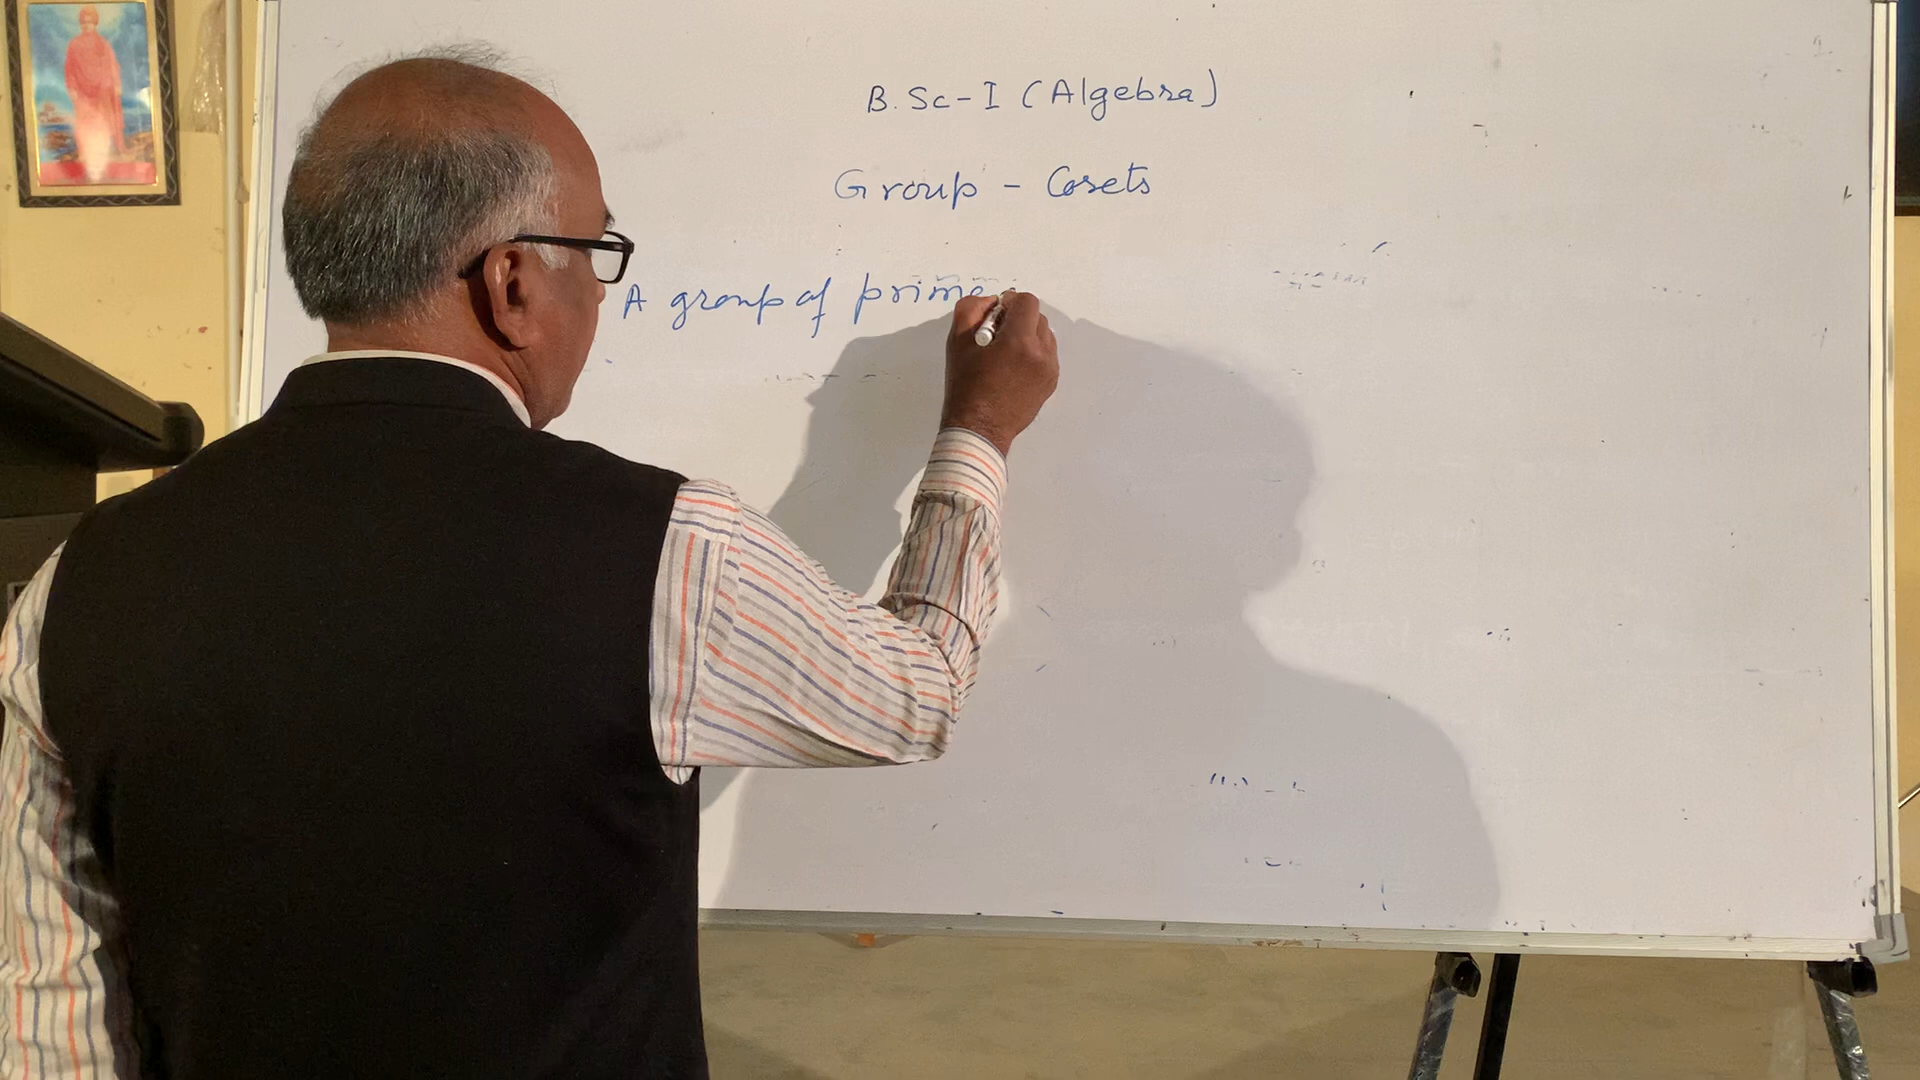 B.Sc-I (Algebra)
Group - Cosets
A group of prime